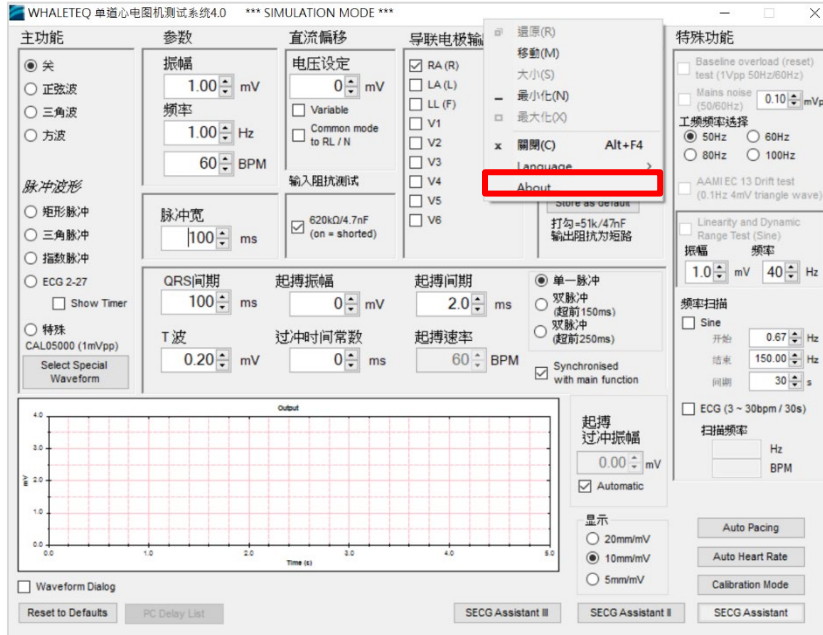 WHALETEQ 单道心电图机测试系统4.0 *** SIMULATION MODE ***
主功能
关
正弦波
三角波
方波
脉冲波形
矩形脉冲
三角脉冲
指数脉冲
ECG 2-27
Show Timer
特殊
CAL05000 (1mVpp)
Select Special
Waveform
参数
振幅
1.00 mV
频率
1.00 Hz
60 BPM
脉冲宽
100 ms
直流偏移
电压设定
0 mV
Variable
Common mode
to RL / N
输入阻抗测试
620kΩ/4.7nF
(on = shorted)
导联电极输
RA (R)
LA (L)
LL (F)
V1
V2
V3
V4
V5
V6
還原(R)
移動(M)
大小(S)
最小化(N)
最大化(X)
關閉(C) Alt+F4
Language
About
Store as default
打勾=51k/47nF
输出阻抗为短路
QRS间期
100 ms
T 波
0.20 mV
起搏振幅
0 mV
过冲时间常数
0 ms
起搏间期
2.0 ms
起搏速率
60 BPM
单一脉冲
双脉冲
(超前150ms)
双脉冲
(超前250ms)
Synchronised
with main function
特殊功能
Baseline overload (reset)
test (1Vpp 50Hz/60Hz)
Mains noise
(50/60Hz) 0.10 mVp
工频频率选择
50Hz 60Hz
80Hz 100Hz
AAMI EC 13 Drift test
(0.1Hz 4mV triangle wave)
Linearity and Dynamic
Range Test (Sine)
振幅 频率
1.0 mV 40 Hz
频率扫描
Sine
开始 0.67 Hz
结束 150.00 Hz
间期 30 s
ECG (3 ~ 30bpm / 30s)
扫描频率
Hz
BPM
Output
4.0
3.0
mV
2.0
1.0
0.0
0.0 1.0 2.0 3.0 4.0 5.0
Time (s)
起搏
过冲振幅
0.00 mV
Automatic
显示
20mm/mV
10mm/mV
5mm/mV
Auto Pacing
Auto Heart Rate
Calibration Mode
Waveform Dialog
Reset to Defaults
PC Delay List
SECG Assistant III
SECG Assistant II
SECG Assistant